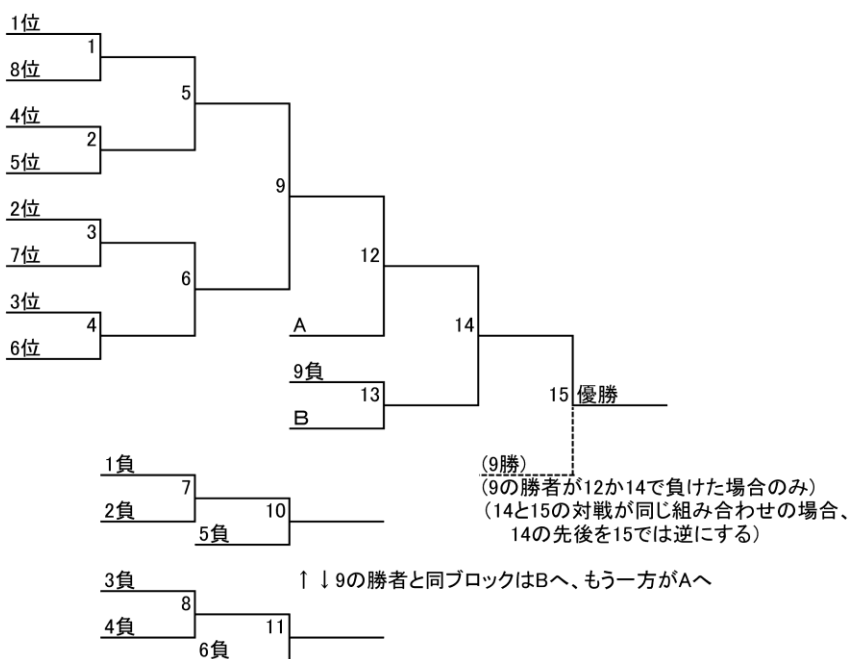 1位
1
8位
5
4位
2
5位
9
2位
3
7位
12
6
3位
4
A
14
6位
9負
13
15 優勝
B
1負
(9勝)
7
(9の勝者が12か14で負けた場合のみ)
2負
10
(14と15の対戦が同じ組み合わせの場合、
5負
14の先後を15では逆にする)
3負
↑↓9の勝者と同ブロックはBへ、もう一方がAへ
8
4負
11
6負